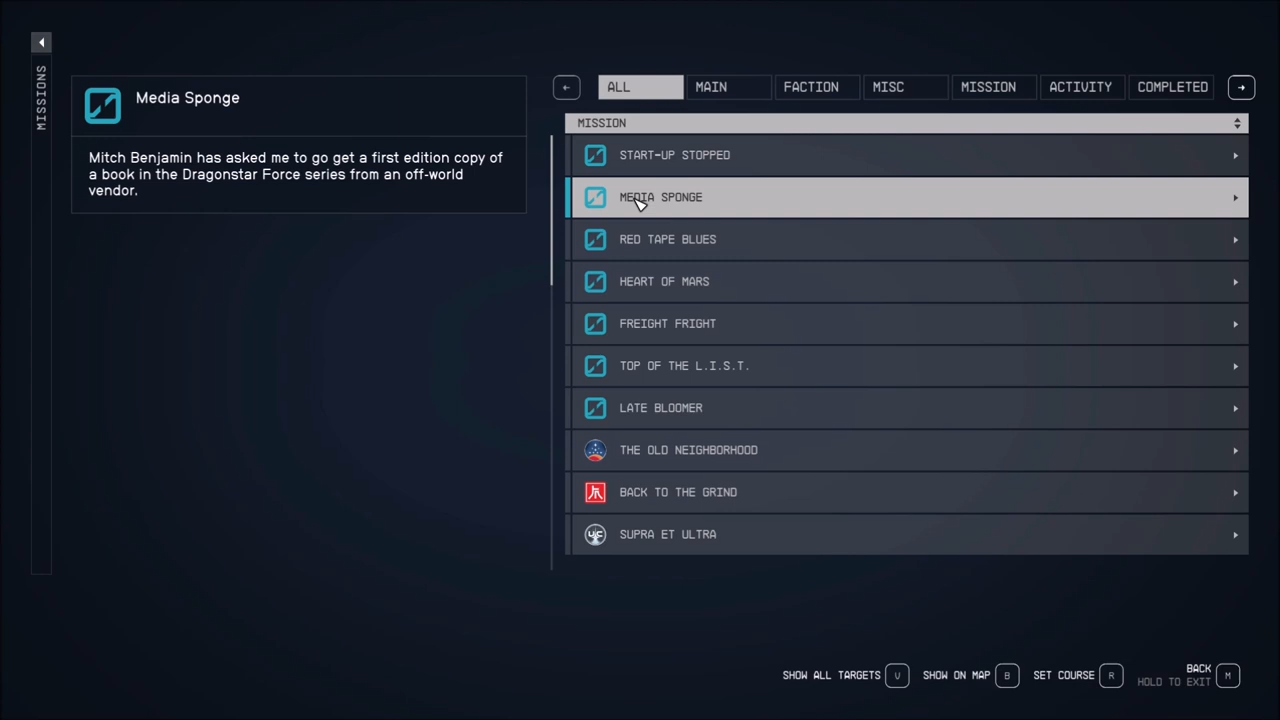 MISSIONS
Media Sponge
Mitch Benjamin has asked me to go get a first edition copy of
a book in the Dragonstar Force series from an off-world
vendor.
ALL MAIN FACTION MISC MISSION ACTIVITY COMPLETED
MISSION
START-UP STOPPED
MEDIA SPONGE
RED TAPE BLUES
HEART OF MARS
FREIGHT FRIGHT
TOP OF THE L.I.S.T.
LATE BLOOMER
THE OLD NEIGHBORHOOD
BACK TO THE GRIND
UC SUPRA ET ULTRA
SHOW ALL TARGETS V SHOW ON MAP B SET COURSE R BACK M
HOLD TO EXIT